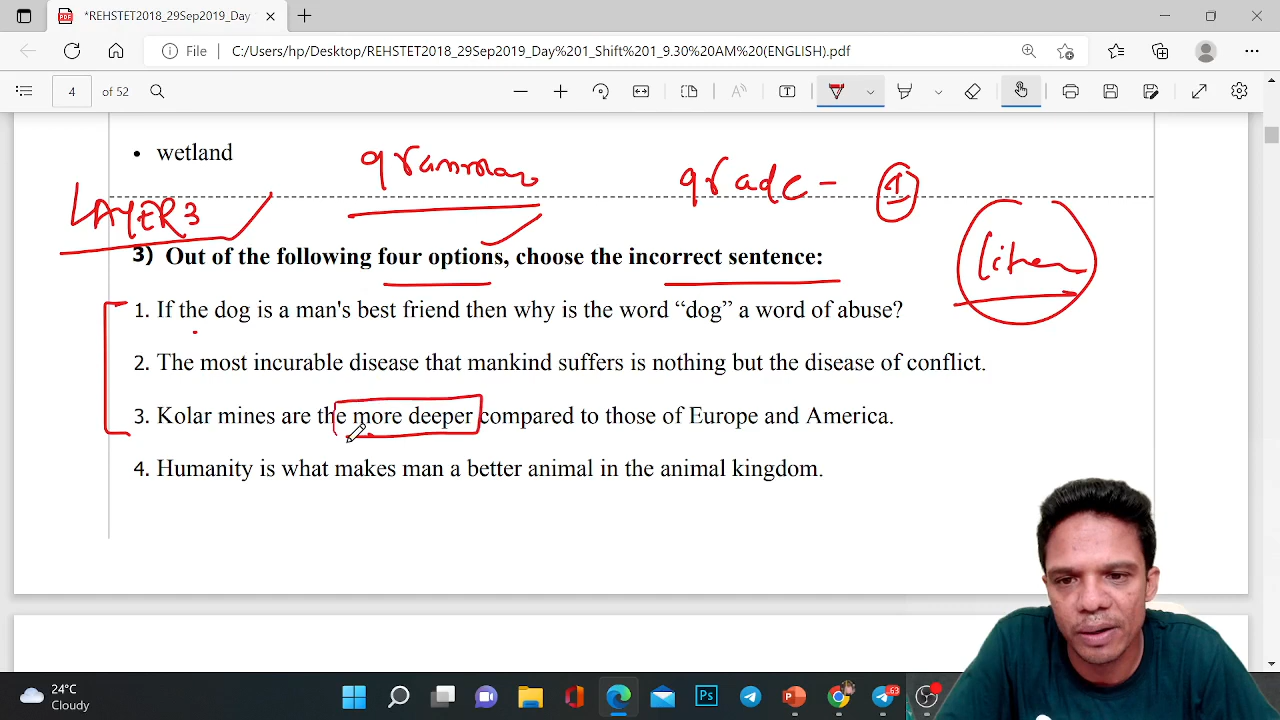 *REHSTET2018_29Sep2019_Day
File C:/Users/hp/Desktop/REHSTET2018_29Sep2019_Day%201_Shift%201_9.30%20AM%20(ENGLISH).pdf
4 of 52
• wetland
grammar
grade - 1
LAYER 3
3) Out of the following four options, choose the incorrect sentence:
1. If the dog is a man's best friend then why is the word “dog” a word of abuse?
2. The most incurable disease that mankind suffers is nothing but the disease of conflict.
3. Kolar mines are the more deeper compared to those of Europe and America.
4. Humanity is what makes man a better animal in the animal kingdom.
24°C
Cloudy
63